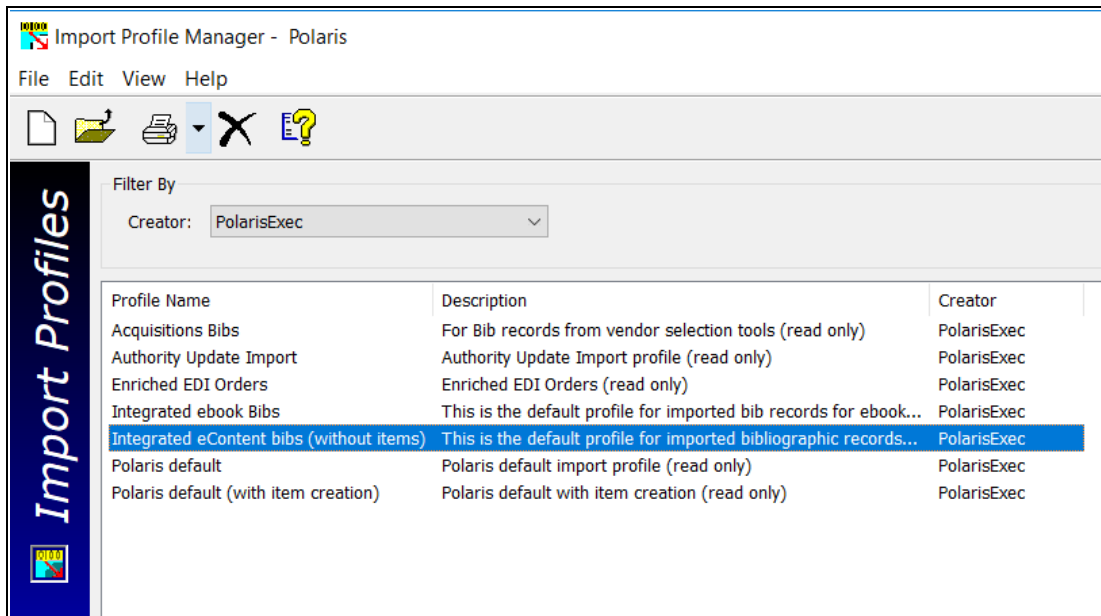 Import Profile Manager - Polaris
File Edit View Help
Filter By
Creator: PolarisExec
Import Profiles
Profile Name Description Creator
Acquisitions Bibs For Bib records from vendor selection tools (read only) PolarisExec
Authority Update Import Authority Update Import profile (read only) PolarisExec
Enriched EDI Orders Enriched EDI Orders (read only) PolarisExec
Integrated ebook Bibs This is the default profile for imported bib records for ebook... PolarisExec
Integrated eContent bibs (without items) This is the default profile for imported bibliographic records... PolarisExec
Polaris default Polaris default import profile (read only) PolarisExec
Polaris default (with item creation) Polaris default with item creation (read only) PolarisExec